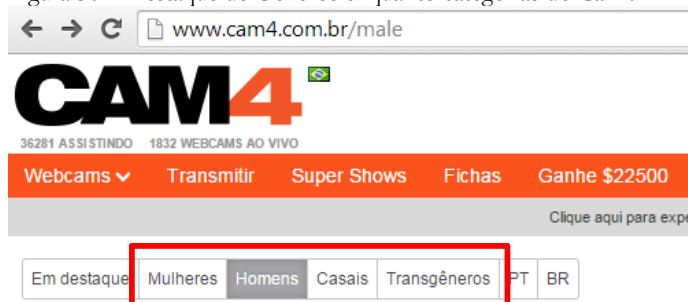 www.cam4.com.br/male
CAM4
36281 ASSISTINDO 1832 WEBCAMS AO VIVO
Webcams Transmitir Super Shows Fichas Ganhe $22500
Clique aqui para
Em destaque Mulheres Homens Casais Transgêneros PT BR